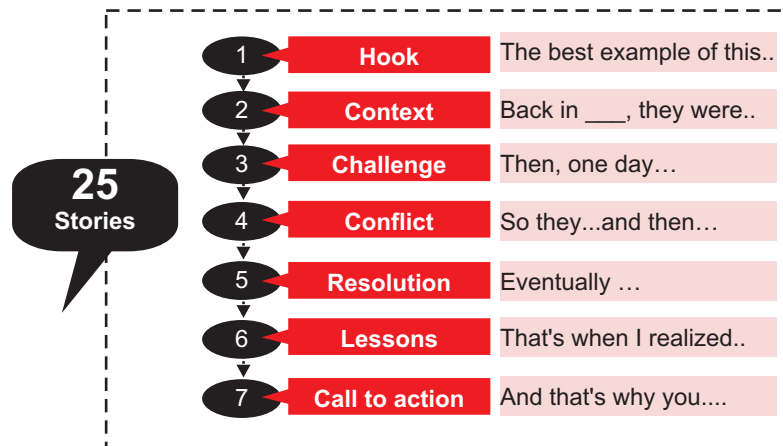 25
Stories
1 Hook The best example of this..
2 Context Back in ___, they were..
3 Challenge Then, one day…
4 Conflict So they...and then…
5 Resolution Eventually …
6 Lessons That's when I realized..
7 Call to action And that's why you....